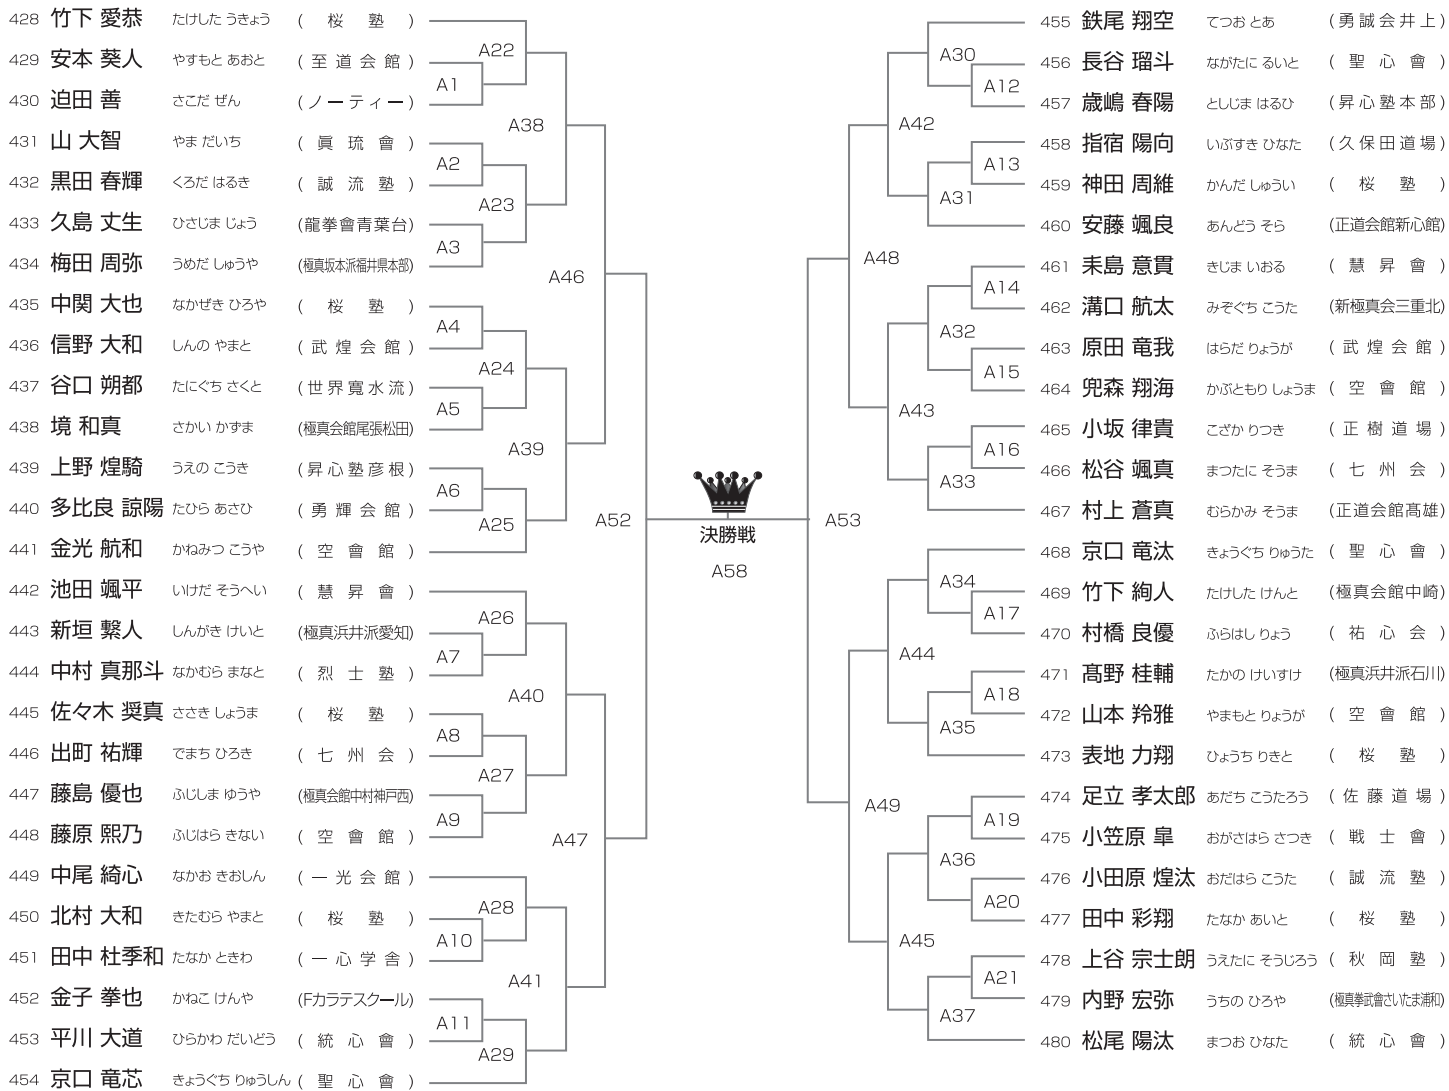 428 竹下 愛恭 たけした うきょう (桜塾)
429 安本 葵人 やすもと あおと (至道会館)
430 迫田 善 さこだ ぜん (ノーティー)
431 山 大智 やま だいち (眞琉會)
432 黒田 春輝 くろだ はるき (誠流塾)
433 久島 丈生 ひさじま じょう (龍拳會青葉台)
434 梅田 周弥 うめだ しゅうや (極真坂本派福井県本部)
435 中関 大也 なかぜき ひろや (桜塾)
436 信野 大和 しんの やまと (武煌会館)
437 谷口 朔都 たにぐち さくと (世界寬水流)
438 境 和真 さかい かずま (極真会館尾張松田)
439 上野 煌騎 うえの こうき (昇心塾彦根)
440 多比良 諒陽 たひら あさひ (勇輝会館)
441 金光 航和 かねみつ こうや (空會館)
442 池田 颯平 いけだ そうへい (慧昇會)
443 新垣 繋人 しんがき けいと (極真浜井派愛知)
444 中村 真那斗 なかむら まなと (烈士塾)
445 佐々木 奨真 ささき しょうま (桜塾)
446 出町 祐輝 でまち ひろき (七州会)
447 藤島 優也 ふじしま ゆうや (極真会館中村神戸西)
448 藤原 熙乃 ふじはら きない (空會館)
449 中尾 綺心 なかお きおしん (一光会館)
450 北村 大和 きたむら やまと (桜塾)
451 田中 杜季和 たなか ときわ (一心学舎)
452 金子 拳也 かねこ けんや (Fカラテスクール)
453 平川 大道 ひらかわ だいどう (統心會)
454 京口 竜芯 きょうぐち りゅうしん (聖心會)
A1
A2
A3
A4
A5
A6
A7
A8
A9
A10
A11
A22
A23
A24
A25
A26
A27
A28
A29
A38
A39
A40
A41
A46
A47
A52
決勝戦
A58
A53
A48
A49
A42
A43
A44
A45
A30
A31
A32
A33
A34
A35
A36
A37
A12
A13
A14
A15
A16
A17
A18
A19
A20
A21
455 鉄尾 翔空 てつお とあ (勇誠会井上)
456 長谷 瑠斗 ながたに るいと (聖心會)
457 歳嶋 春陽 としじま はるひ (昇心塾本部)
458 指宿 陽向 いぶすき ひなた (久保田道場)
459 神田 周維 かんだ しゅうい (桜塾)
460 安藤 颯良 あんどう そら (正道会館新心館)
461 耒島 意貫 きじま いおる (慧昇會)
462 溝口 航太 みぞぐち こうた (新極真会三重北)
463 原田 竜我 はらだ りょうが (武煌会館)
464 兜森 翔海 かぶともり しょうま (空會館)
465 小坂 律貴 こざか りつき (正樹道場)
466 松谷 颯真 まつたに そうま (七州会)
467 村上 蒼真 むらかみ そうま (正道会館髙雄)
468 京口 竜汰 きょうぐち りゅうた (聖心會)
469 竹下 絢人 たけした けんと (極真会館中崎)
470 村橋 良優 ふらはし りょう (祐心会)
471 髙野 桂輔 たかの けいすけ (極真浜井派石川)
472 山本 羚雅 やまもと りょうが (空會館)
473 表地 力翔 ひょうち りきと (桜塾)
474 足立 孝太郎 あだち こうたろう (佐藤道場)
475 小笠原 皐 おがさはら さつき (戦士會)
476 小田原 煌汰 おだはら こうた (誠流塾)
477 田中 彩翔 たなか あいと (桜塾)
478 上谷 宗士朗 うえたに そうじろう (秋岡塾)
479 内野 宏弥 うちの ひろや (極真拳武會さいたま浦和)
480 松尾 陽汰 まつお ひなた (統心會)